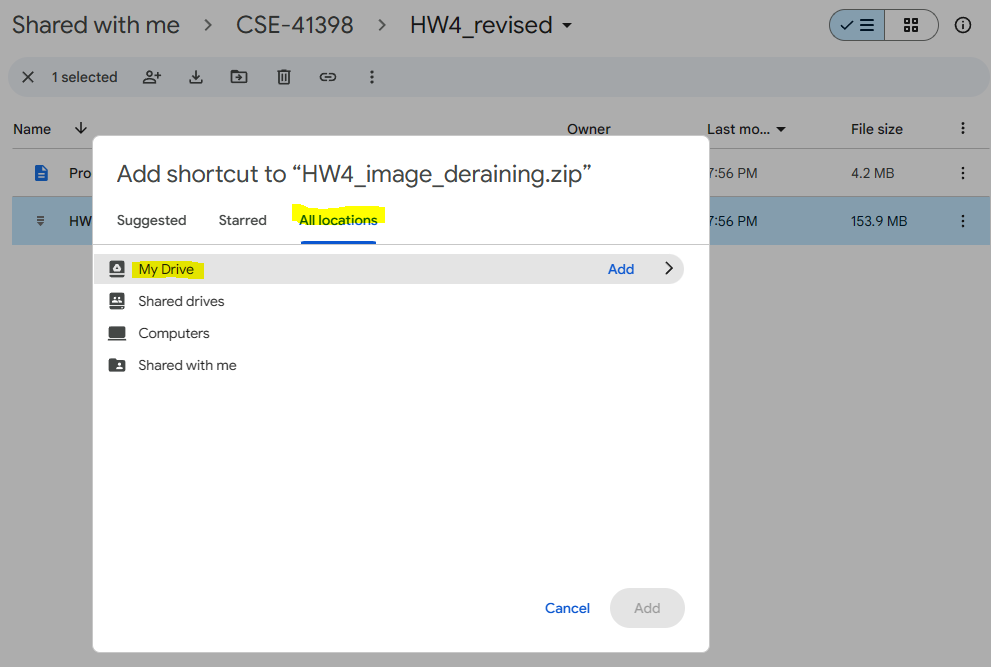 Shared with me > CSE-41398 > HW4_revised
1 selected
Name Owner Last mo... File size
Pro 7:56 PM 4.2 MB
HW 7:56 PM 153.9 MB
Add shortcut to “HW4_image_deraining.zip”
Suggested Starred All locations
My Drive Add
Shared drives
Computers
Shared with me
Cancel Add